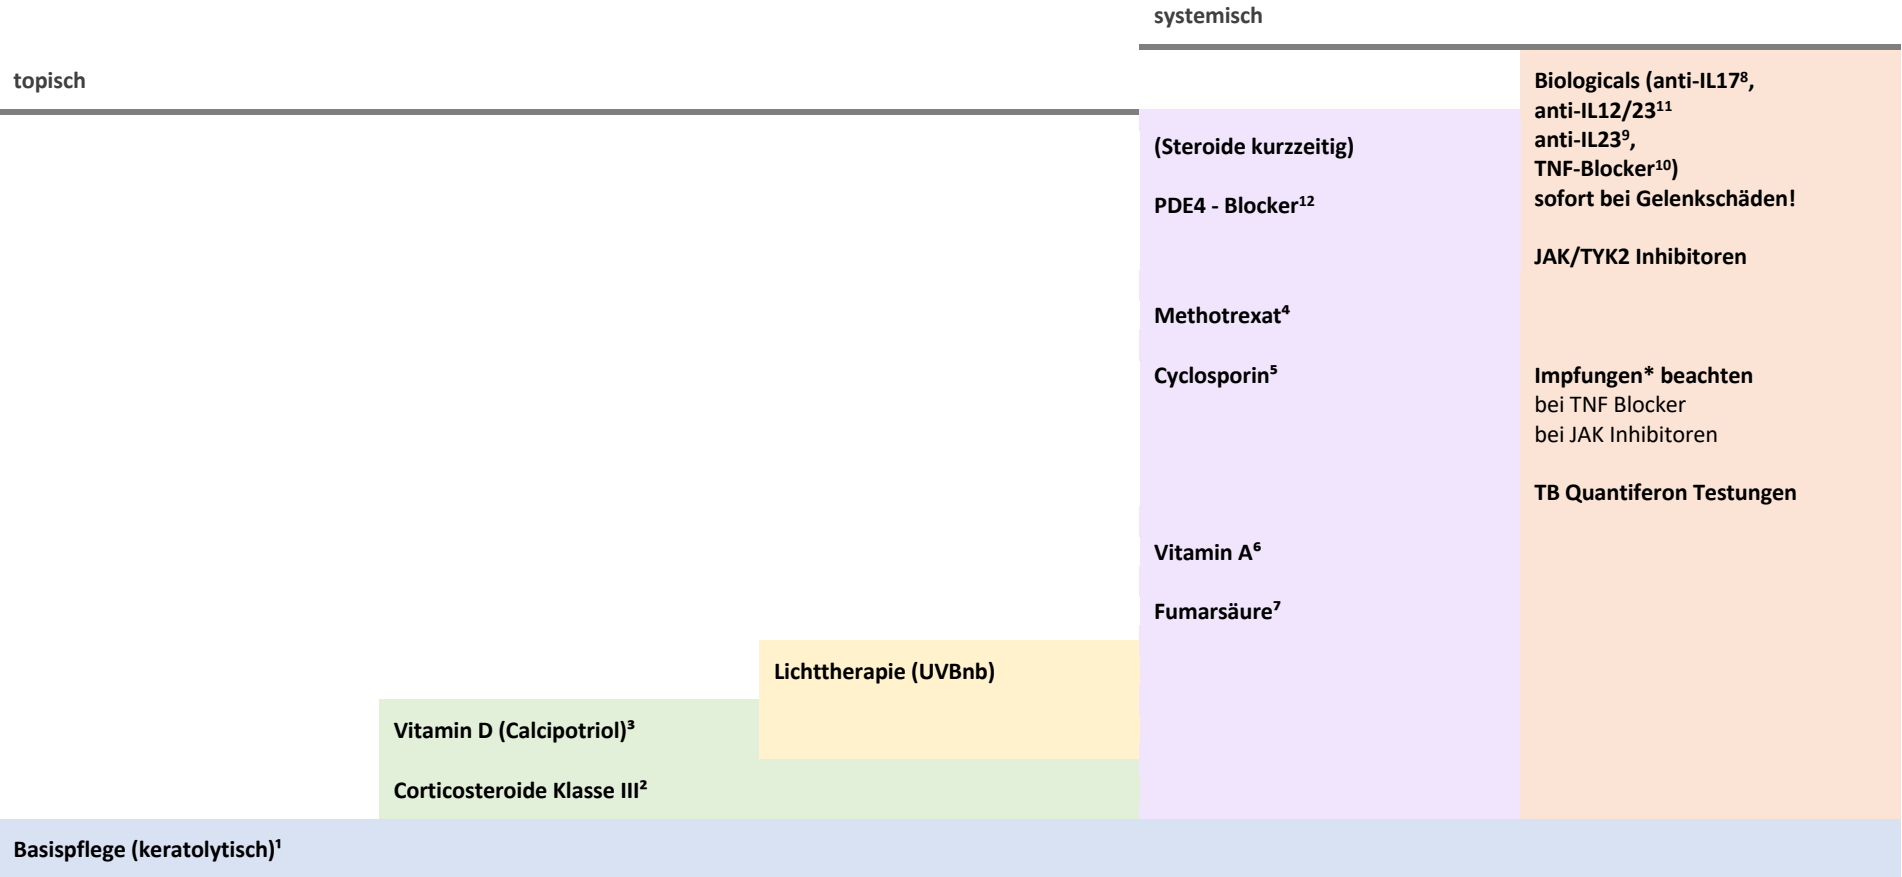 systemisch
topisch
Biologicals (anti-IL17⁸,
anti-IL12/23¹¹
anti-IL23⁹,
TNF-Blocker¹⁰)
sofort bei Gelenkschäden!
JAK/TYK2 Inhibitoren
Impfungen* beachten
bei TNF Blocker
bei JAK Inhibitoren
TB Quantiferon Testungen
(Steroide kurzzeitig)
PDE4 - Blocker¹²
Methotrexat⁴
Cyclosporin⁵
Vitamin A⁶
Fumarsäure⁷
Lichttherapie (UVBnb)
Vitamin D (Calcipotriol)³
Corticosteroide Klasse III²
Basispflege (keratolytisch)¹